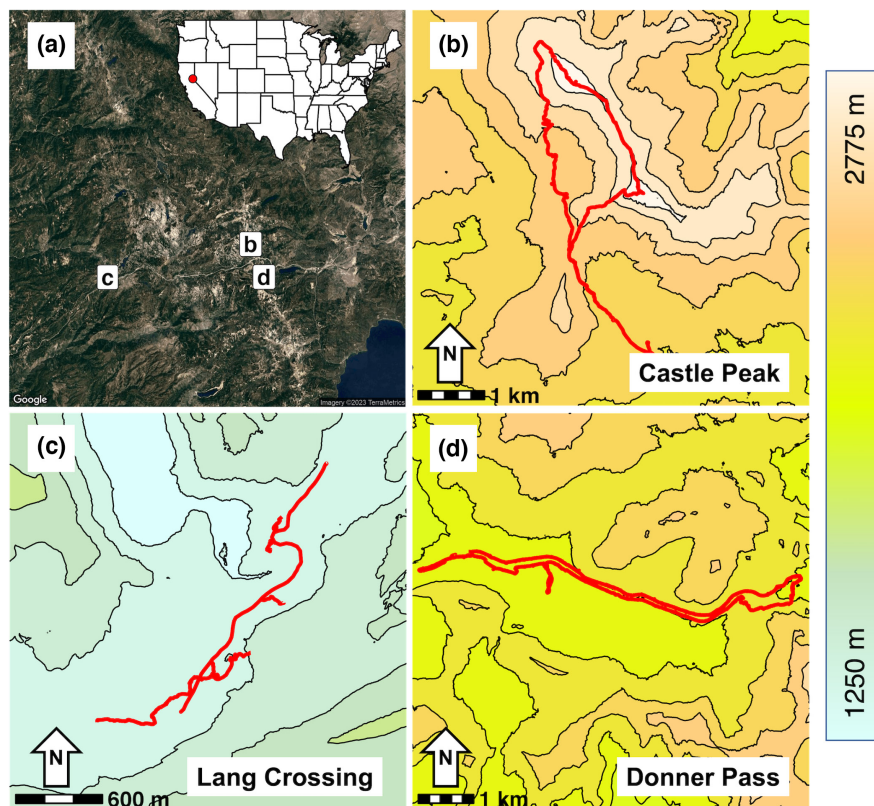 (a)
b
c
d
Google
Imagery ©2023 TerraMetrics
(b)
N
1 km
Castle Peak
(c)
N
600 m
Lang Crossing
(d)
N
1 km
Donner Pass
2775 m
1250 m